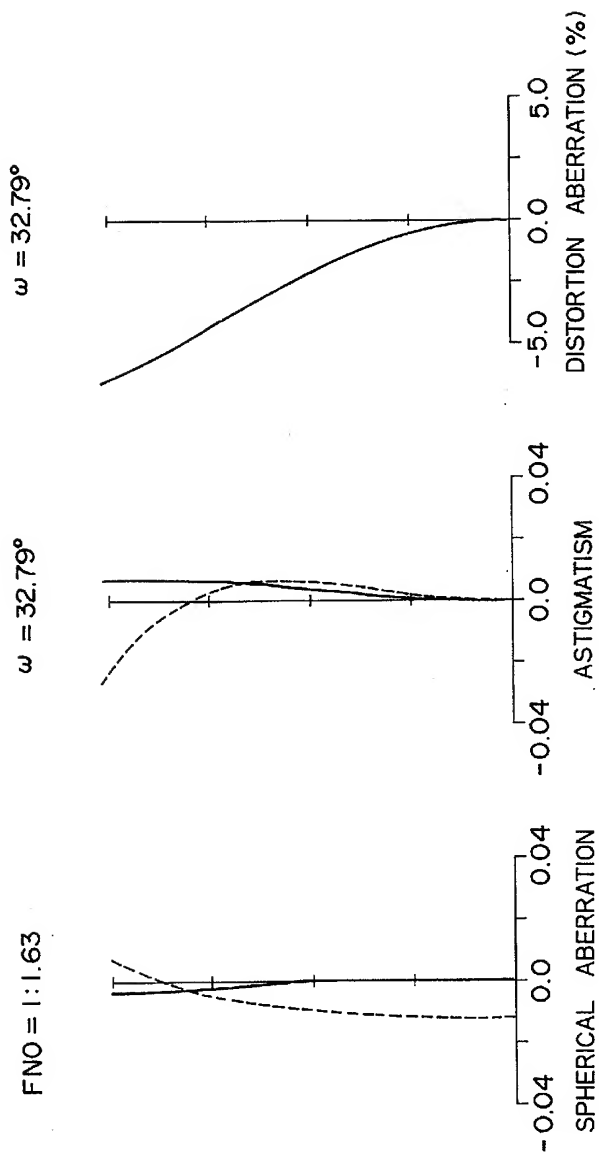 FNO = 1:1.63
-0.04 0.0 0.04
SPHERICAL ABERRATION
ω = 32.79°
-0.04 0.0 0.04
ASTIGMATISM
ω = 32.79°
-5.0 0.0 5.0
DISTORTION ABERRATION (%)